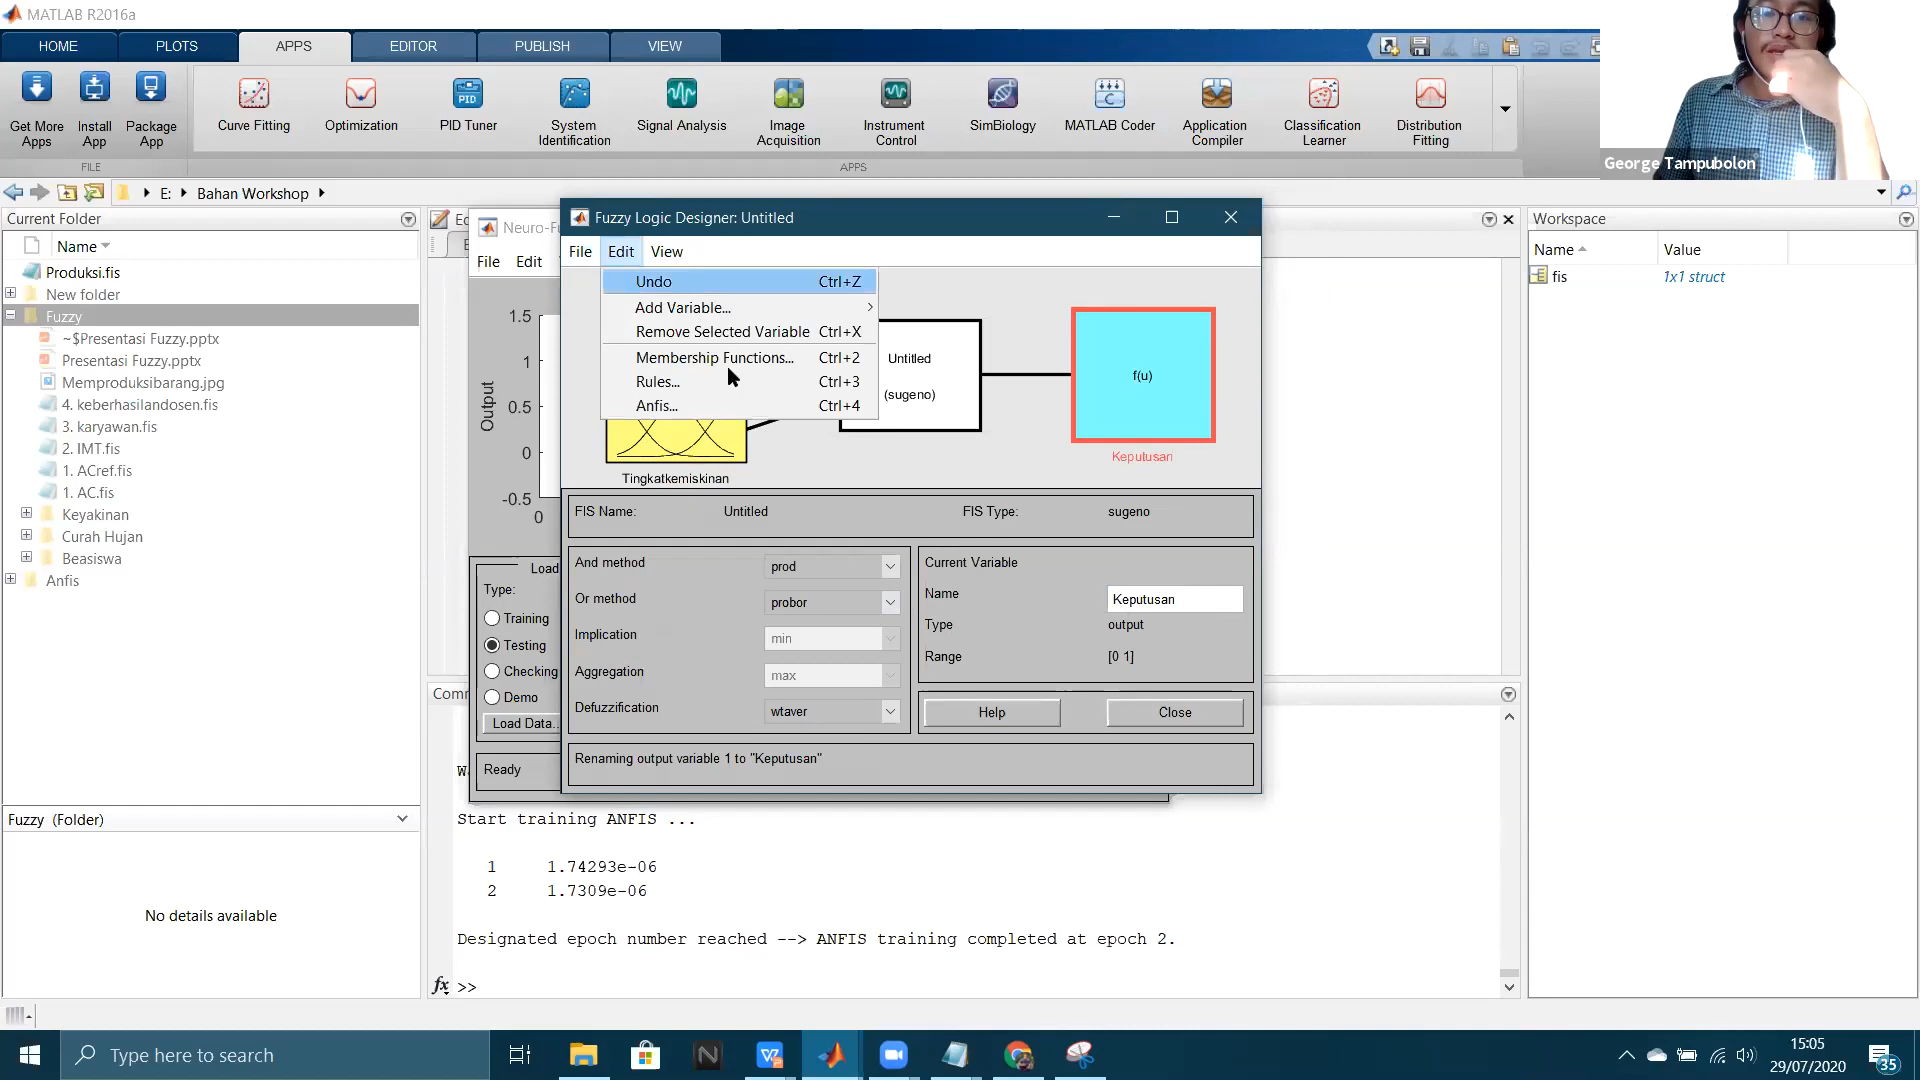 MATLAB R2016a
HOME
PLOTS
APPS
EDITOR
PUBLISH
VIEW
Get More Apps
Install App
Package App
Curve Fitting
Optimization
PID Tuner
System Identification
Signal Analysis
Image Acquisition
Instrument Control
SimBiology
MATLAB Coder
Application Compiler
Classification Learner
Distribution Fitting
FILE
APPS
George Tampubolon
E: Bahan Workshop
Current Folder
Name
Produksi.fis
New folder
Fuzzy
~$Presentasi Fuzzy.pptx
Presentasi Fuzzy.pptx
Memproduksibarang.jpg
4. keberhasilandosen.fis
3. karyawan.fis
2. IMT.fis
1. ACref.fis
1. AC.fis
Keyakinan
Curah Hujan
Beasiswa
Anfis
Fuzzy (Folder)
No details available
File Edit
Output
1.5
1
0.5
0
-0.5
0
Load
Type:
Training
Testing
Checking
Demo
Load Data..
Ready
Fuzzy Logic Designer: Untitled
File Edit View
Undo Ctrl+Z
Add Variable...
Remove Selected Variable Ctrl+X
Membership Functions... Ctrl+2
Rules... Ctrl+3
Anfis... Ctrl+4
Untitled
(sugeno)
f(u)
Keputusan
Tingkatkemiskinan
FIS Name: Untitled FIS Type: sugeno
And method prod
Or method probor
Implication min
Aggregation max
Defuzzification wtaver
Current Variable
Name Keputusan
Type output
Range [0 1]
Help Close
Renaming output variable 1 to "Keputusan"
Start training ANFIS ...
1 1.74293e-06
2 1.7309e-06
Designated epoch number reached --> ANFIS training completed at epoch 2.
fx >>
Workspace
Name Value
fis 1x1 struct
Type here to search
15:05
29/07/2020
35